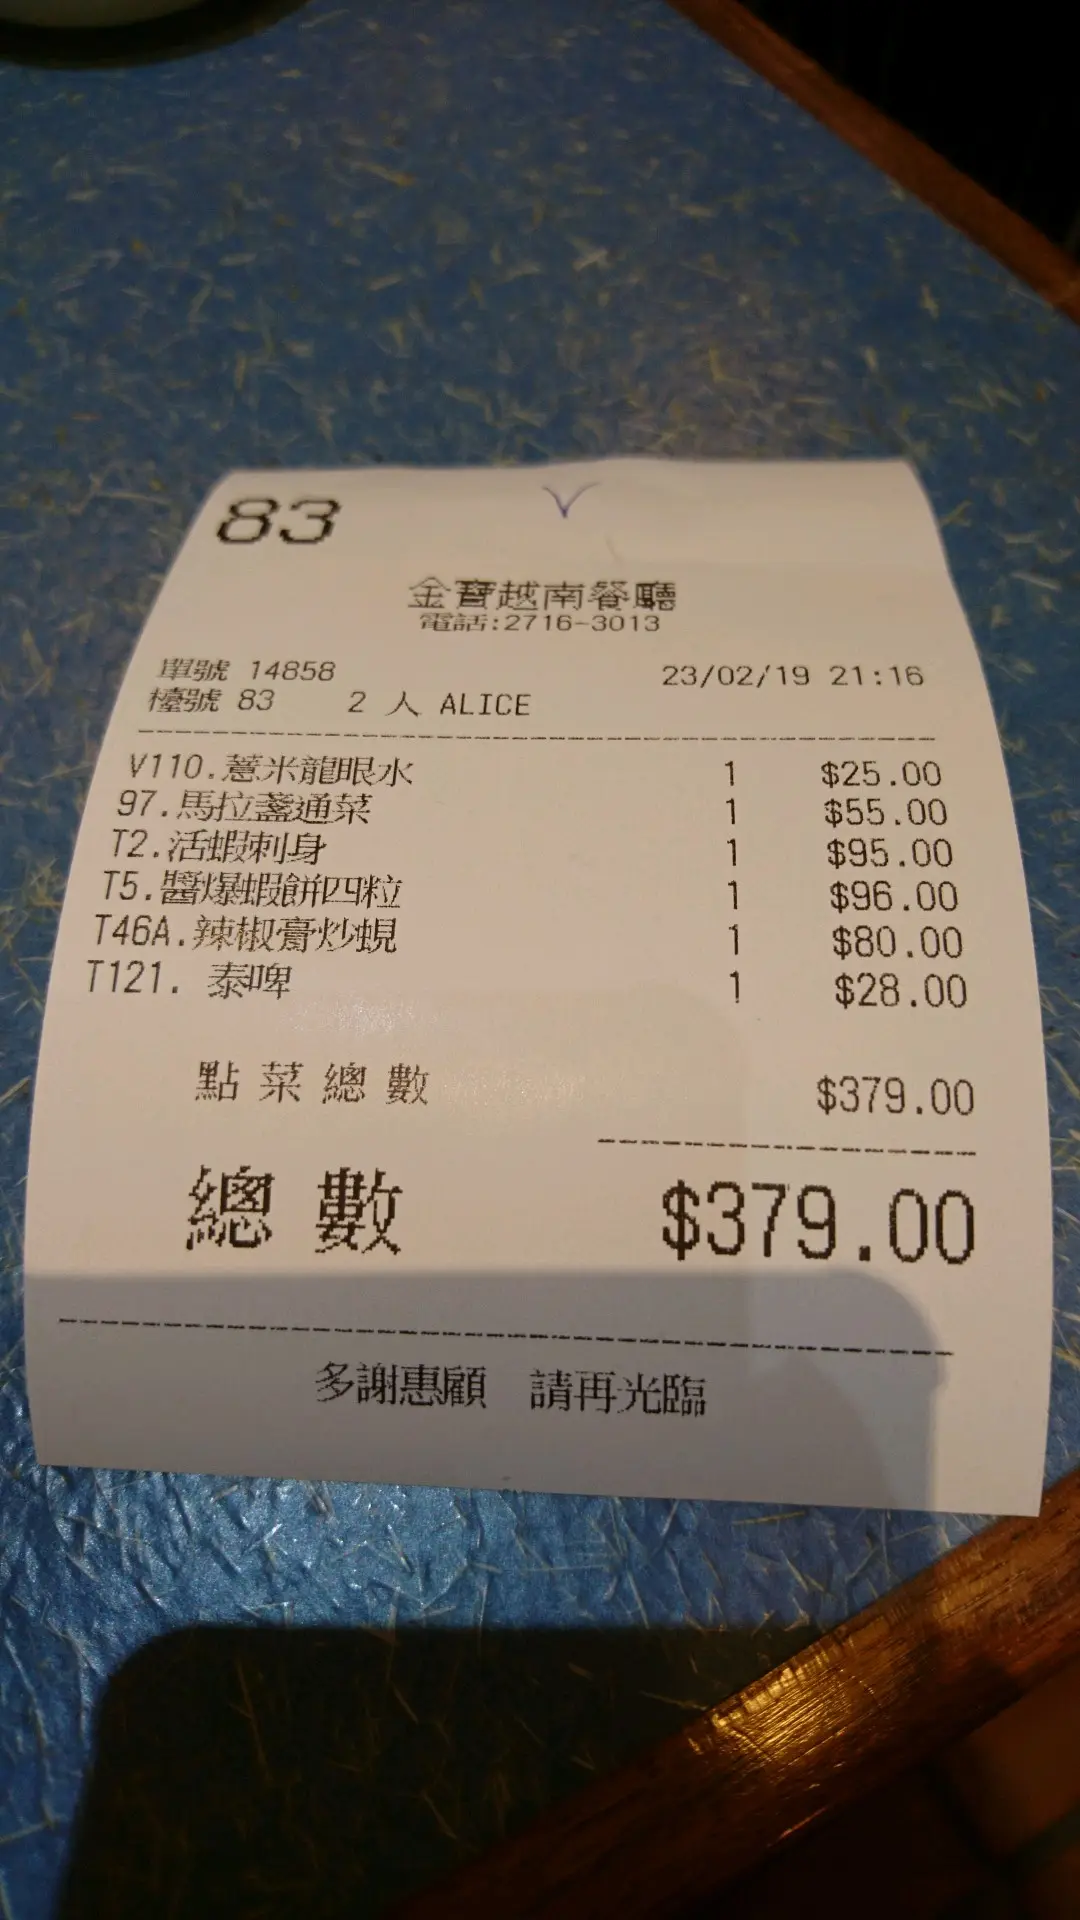 83
金寶越南餐廳
電話:2716-3013
單號 14858 23/02/19 21:16
檯號 83 2 人 ALICE
V110.薏米龍眼水 1 $25.00
97.馬拉盞通菜 1 $55.00
T2.活蝦刺身 1 $95.00
T5.醬爆蝦餅四粒 1 $96.00
T46A.辣椒膏炒蜆 1 $80.00
T121. 泰啤 1 $28.00
點菜總數 $379.00
總數 $379.00
多謝惠顧 請再光臨